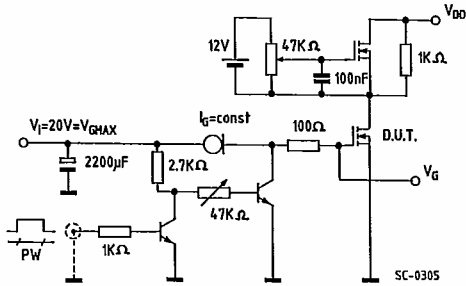 V_DD
12V
47KΩ
100nF
1KΩ
V_I=20V=V_GMAX
I_G=const
100Ω
D.U.T.
2200μF
2.7KΩ
V_G
47KΩ
1KΩ
PW
SC-0305